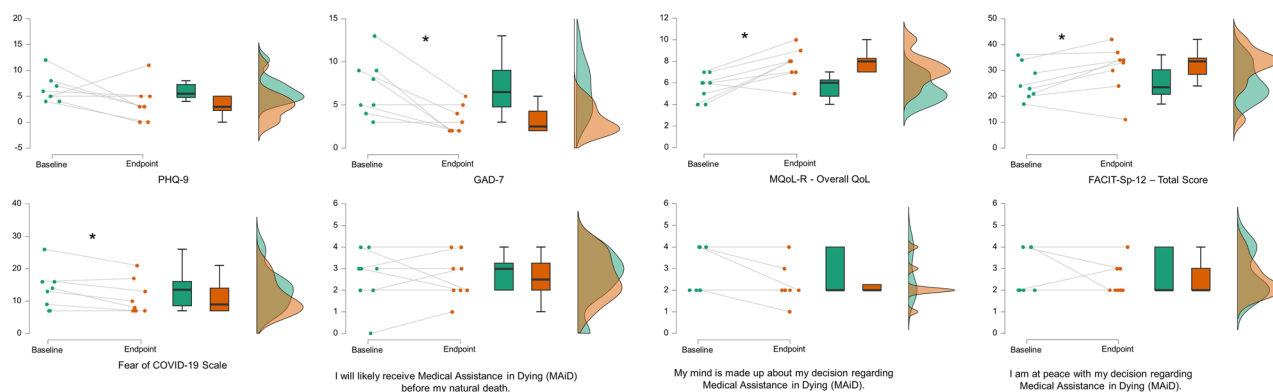 20
15
10
5
0
-5
Baseline
Endpoint
PHQ-9
15
10
5
0
*
Baseline
Endpoint
GAD-7
12
10
8
6
4
2
0
*
Baseline
Endpoint
MQoL-R - Overall QoL
50
40
30
20
10
0
*
Baseline
Endpoint
FACIT-Sp-12 – Total Score
40
30
20
10
0
*
Baseline
Endpoint
Fear of COVID-19 Scale
6
5
4
3
2
1
0
Baseline
Endpoint
I will likely receive Medical Assistance in Dying (MAiD)
before my natural death.
6
5
4
3
2
1
0
Baseline
Endpoint
My mind is made up about my decision regarding
Medical Assistance in Dying (MAiD).
6
5
4
3
2
1
0
Baseline
Endpoint
I am at peace with my decision regarding
Medical Assistance in Dying (MAiD).